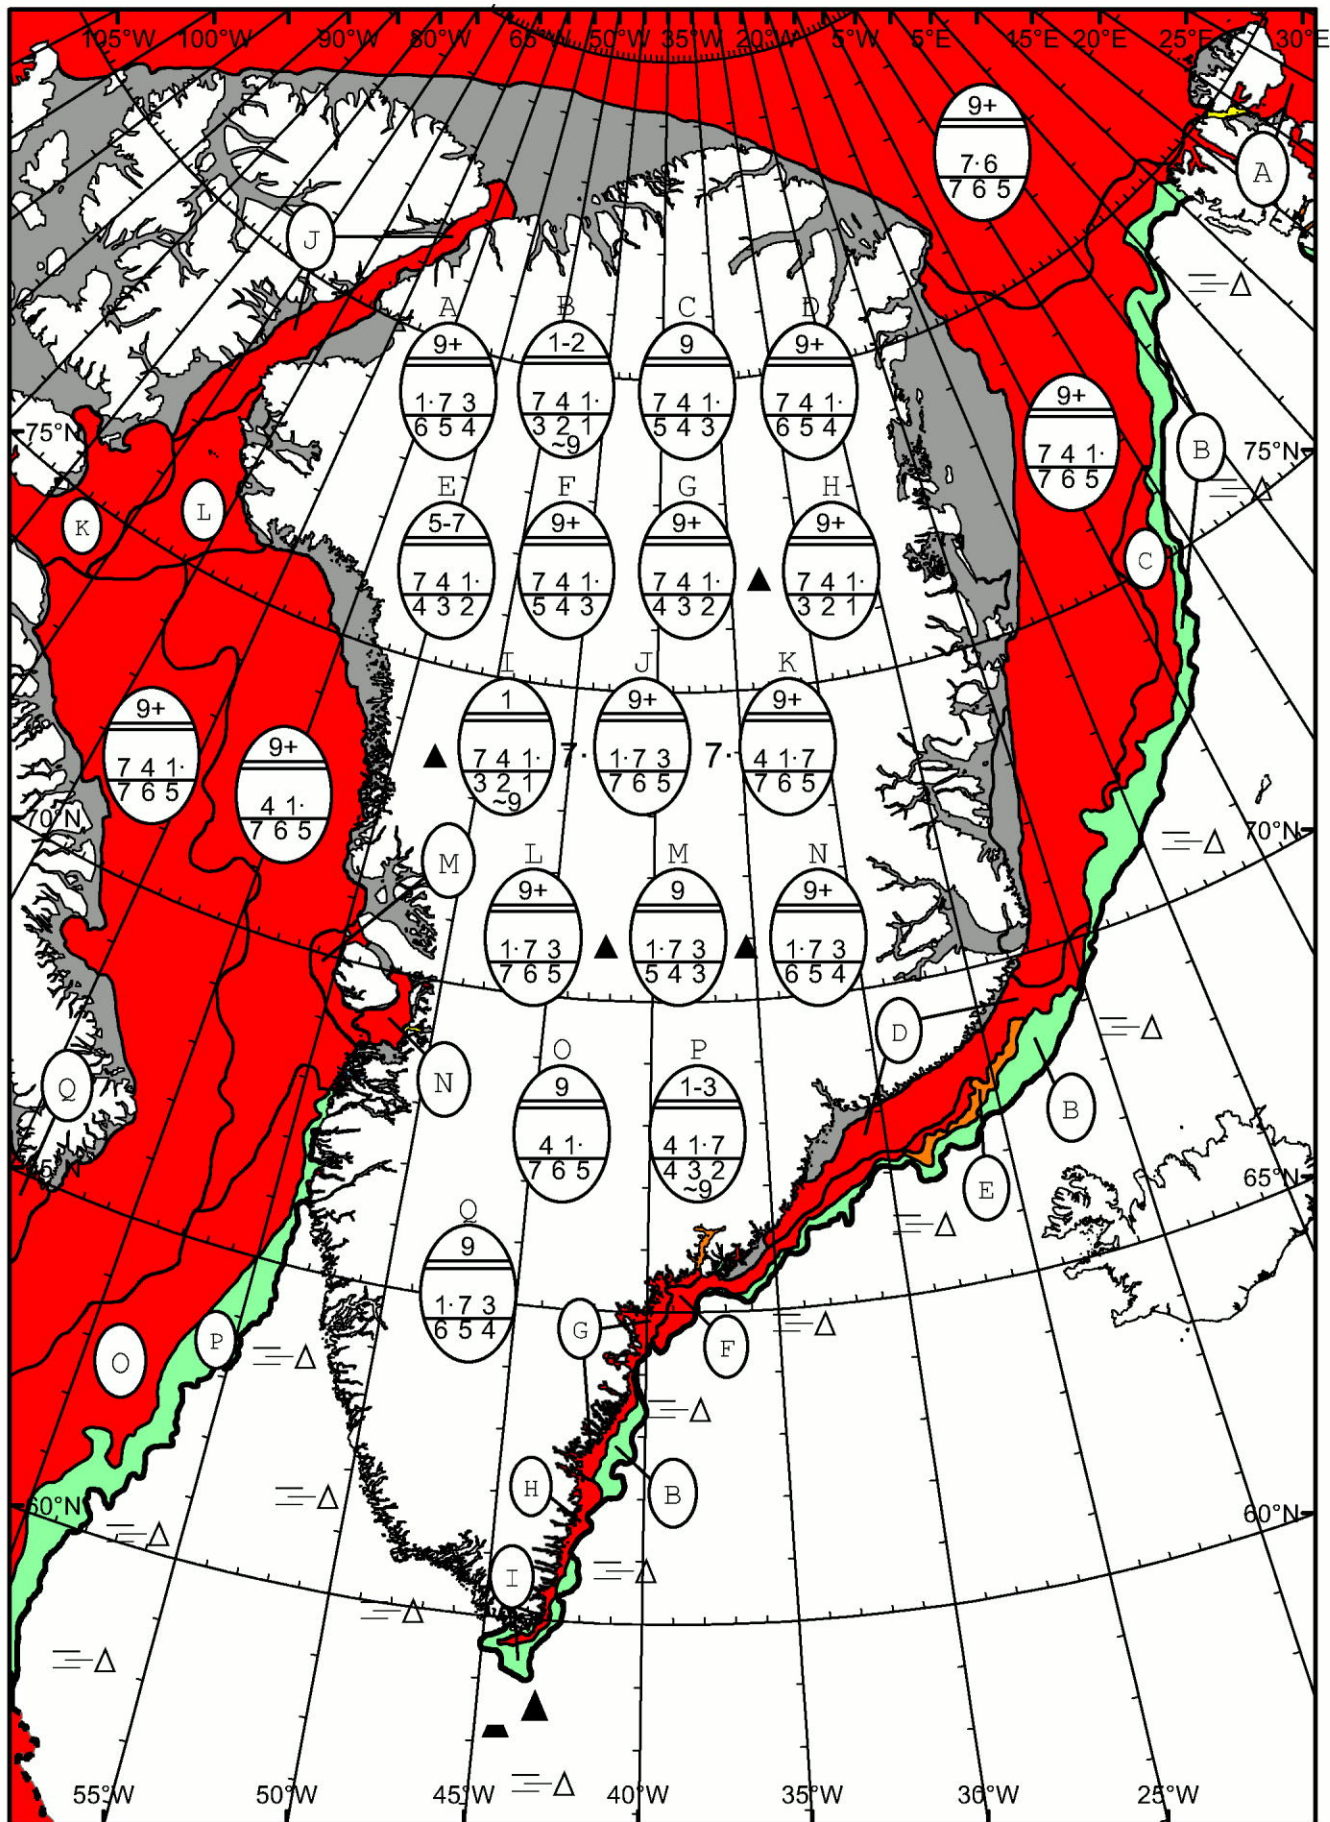 105°W 100°W 90°W 80°W 65°W 50°W 35°W 20°W 5°W 5°E 15°E 20°E 25°E 30°E
9+
7·6
7 6 5
A
J
A B C D
9+ 1-2 9 9+
1·7 3 7 4 1· 7 4 1· 7 4 1·
6 5 4 3 2 1 5 4 3 6 5 4
~9
9+
7 4 1·
7 6 5
75°N
B
75°N
K
L
C
E F G H
5-7 9+ 9+ 9+
7 4 1· 7 4 1· 7 4 1· 7 4 1·
4 3 2 5 4 3 4 3 2 3 2 1
I J K
1 9+ 9+
7 4 1· 7· 1·7 3 7· 4 1·7
3 2 1 7 6 5 7 6 5
~9
9+
7 4 1·
7 6 5
9+
4 1·
7 6 5
70°N
70°N
M
L M N
9+ 9 9+
1·7 3 1·7 3 1·7 3
7 6 5 5 4 3 6 5 4
D
Q
N
B
O P
9 1-3
4 1· 4 1·7
7 6 5 4 3 2
~9
65°N
E
Q
9
1·7 3
6 5 4
G
F
O
P
H
B
60°N
60°N
I
55°W 50°W 45°W 40°W 35°W 30°W 25°W